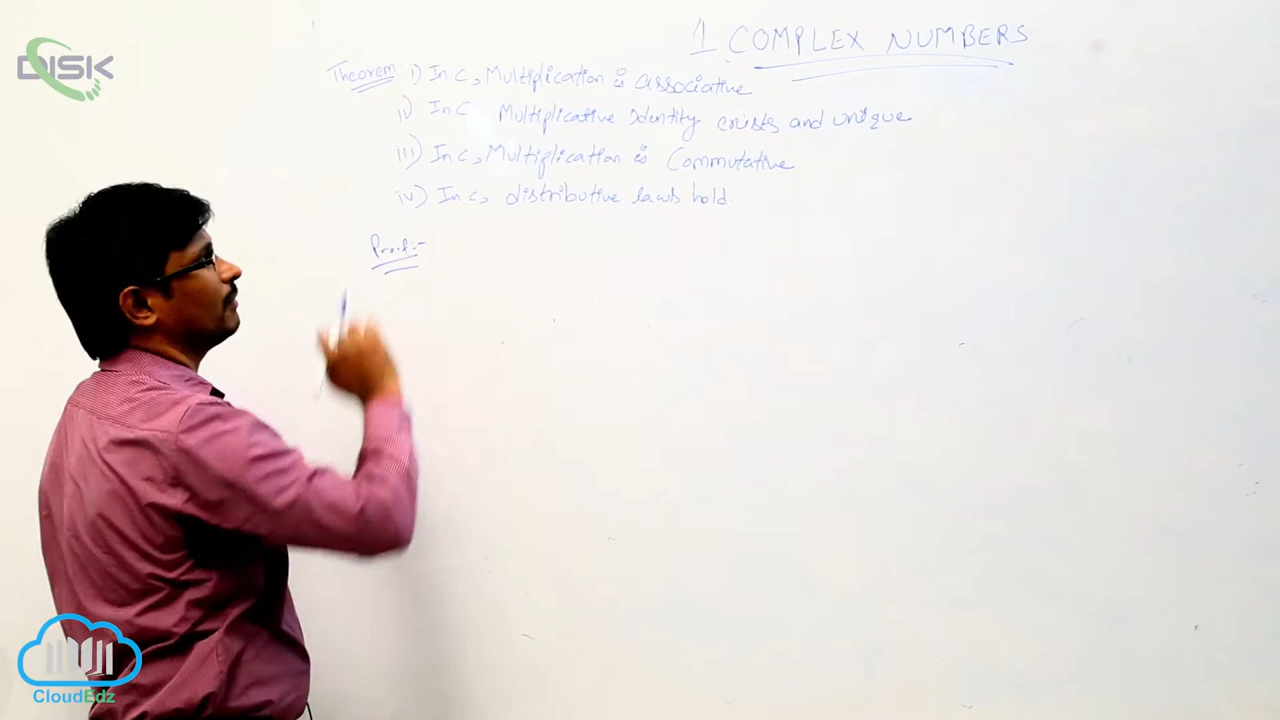 DISK
1 COMPLEX NUMBERS
Theorem i) In C, Multiplication is associative
ii) In C Multiplicative Identity exists and unique
iii) In C, Multiplication is Commutative
iv) In C, distributive laws hold.
Proof:-
CloudEdz